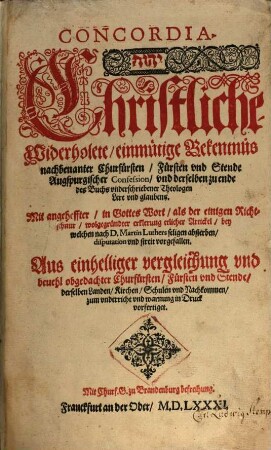 CONCORDIA.
יהוה
Christliche
Widerholete / einmütige Bekentnüs
nachbenanter Churfürsten / Fürsten vnd Stende
Augspurgischer Confession / vnd derselben zu ende
des Buchs vnderschriebener Theologen
Lere vnd glaubens.
Mit angeheffter / in Gottes Wort / als der einigen Richt-
schnur / wolgegründter erklerung etlicher Artickel / bey
welchen nach D. Martin Luthers seligen absterben /
disputation vnd streit vorgefallen.
Aus einhelliger vergleichung vnd
beuehl obgedachter Churfürsten / Fürsten vnd Stende /
derselben Landen / Kirchen / Schulen vnd Nachkommen /
zum vnderricht vnd warnung in Druck
vorfertiget.
Mit Churf. G. zu Brandenburg befreihung.
Franckfurt an der Oder / M.D.LXXXI.
Ludwig